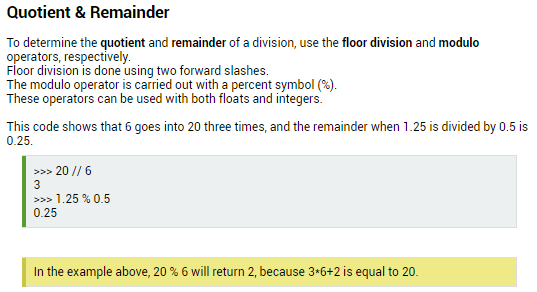 Quotient & Remainder
To determine the quotient and remainder of a division, use the floor division and modulo
operators, respectively.
Floor division is done using two forward slashes.
The modulo operator is carried out with a percent symbol (%).
These operators can be used with both floats and integers.
This code shows that 6 goes into 20 three times, and the remainder when 1.25 is divided by 0.5 is
0.25.
>>> 20 // 6
3
>>> 1.25 % 0.5
0.25
In the example above, 20 % 6 will return 2, because 3*6+2 is equal to 20.